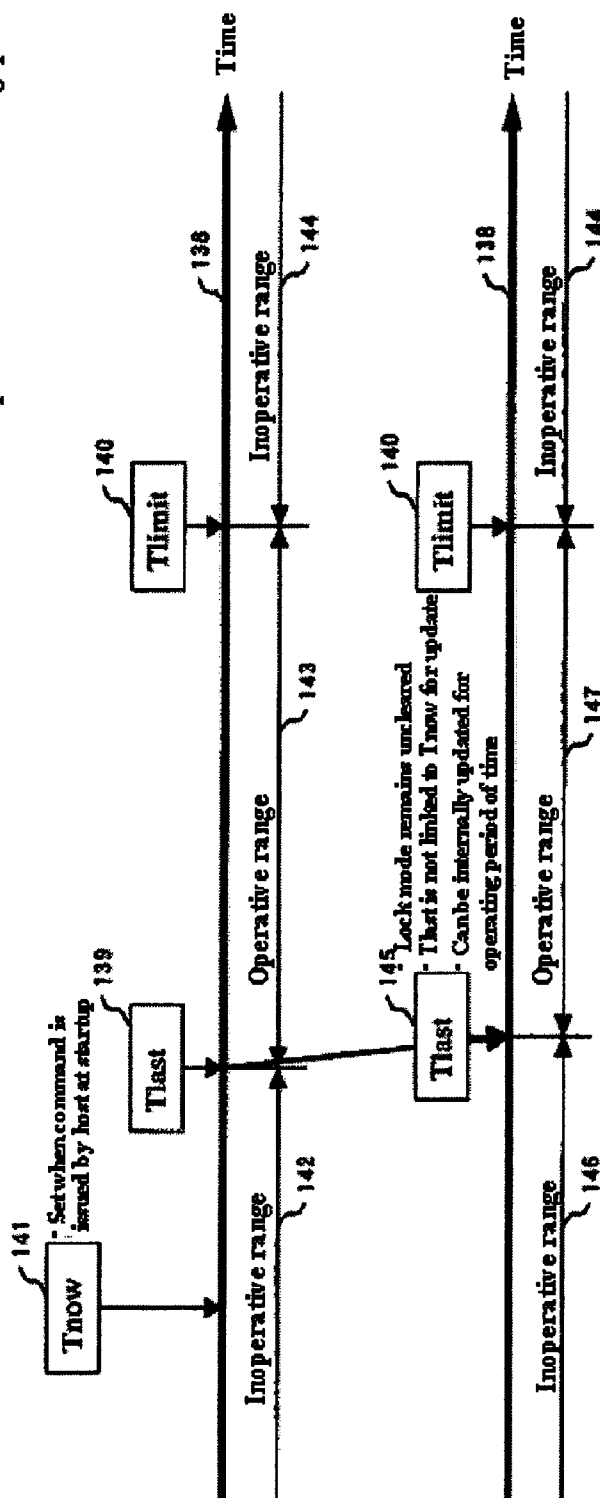 141
Tnow
- Set when command is
issued by host at startup
139
Tlast
140
Tlimit
138
Time
Inoperative range
142
Operative range
143
Inoperative range
144
145
Tlast
- Lock mode remains uncleared
- Tlast is not linked to Tnow for update
- Can be internally updated for
operating period of time
140
Tlimit
138
Time
Inoperative range
146
Operative range
147
Inoperative range
144